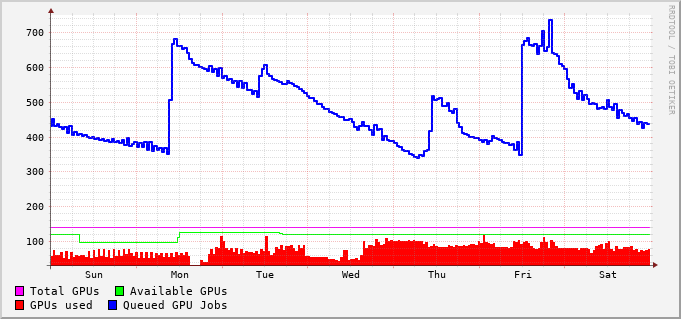 700
600
500
400
300
200
100
Sun Mon Tue Wed Thu Fri Sat
Total GPUs Available GPUs
GPUs used Queued GPU Jobs
RRDTOOL / TOBI OETIKER